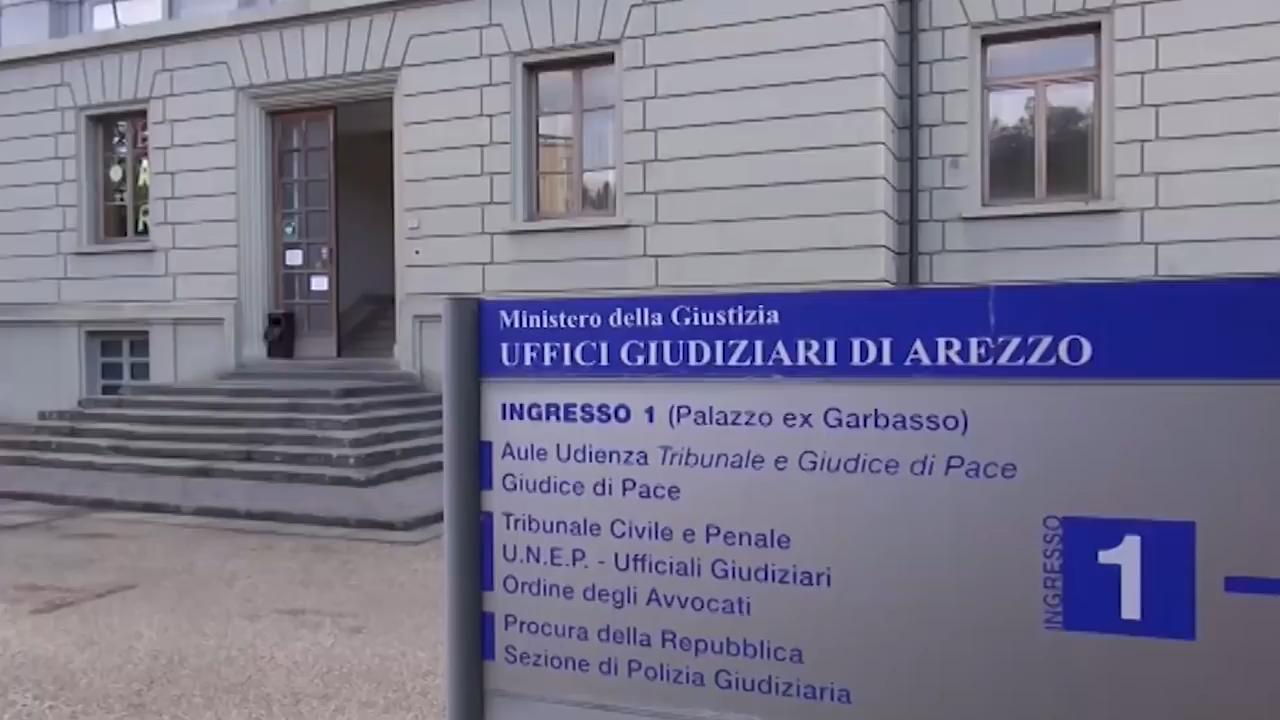 BAR
Ministero della Giustizia
UFFICI GIUDIZIARI DI AREZZO
INGRESSO 1 (Palazzo ex Garbasso)
Aule Udienza Tribunale e Giudice di Pace
Giudice di Pace
Tribunale Civile e Penale
U.N.E.P. - Ufficiali Giudiziari
Ordine degli Avvocati
Procura della Repubblica
Sezione di Polizia Giudiziaria
INGRESSO
1